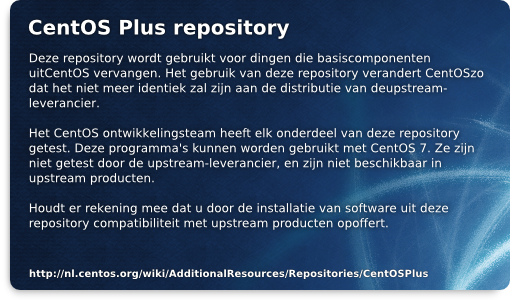 CentOS Plus repository
Deze repository wordt gebruikt voor dingen die basiscomponenten
uitCentOS vervangen. Het gebruik van deze repository verandert CentOSzo
dat het niet meer identiek zal zijn aan de distributie van deupstream-
leverancier.
Het CentOS ontwikkelingsteam heeft elk onderdeel van deze repository
getest. Deze programma's kunnen worden gebruikt met CentOS 7. Ze zijn
niet getest door de upstream-leverancier, en zijn niet beschikbaar in
upstream producten.
Houdt er rekening mee dat u door de installatie van software uit deze
repository compatibiliteit met upstream producten opoffert.
http://nl.centos.org/wiki/AdditionalResources/Repositories/CentOSPlus